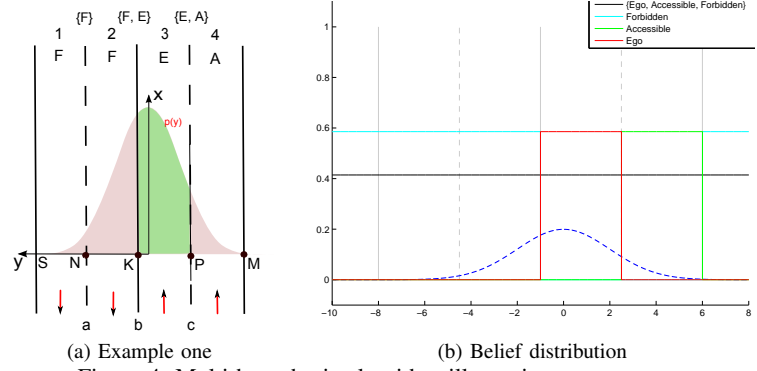 {F} {F, E} {E, A}
1 2 3 4
F F E A
x
p(y)
y S N K P M
a b c
(a) Example one
{Ego, Accessible, Forbidden}
Forbidden
Accessible
Ego
1
0.8
0.6
0.4
0.2
0
−10 −8 −6 −4 −2 0 2 4 6 8
(b) Belief distribution